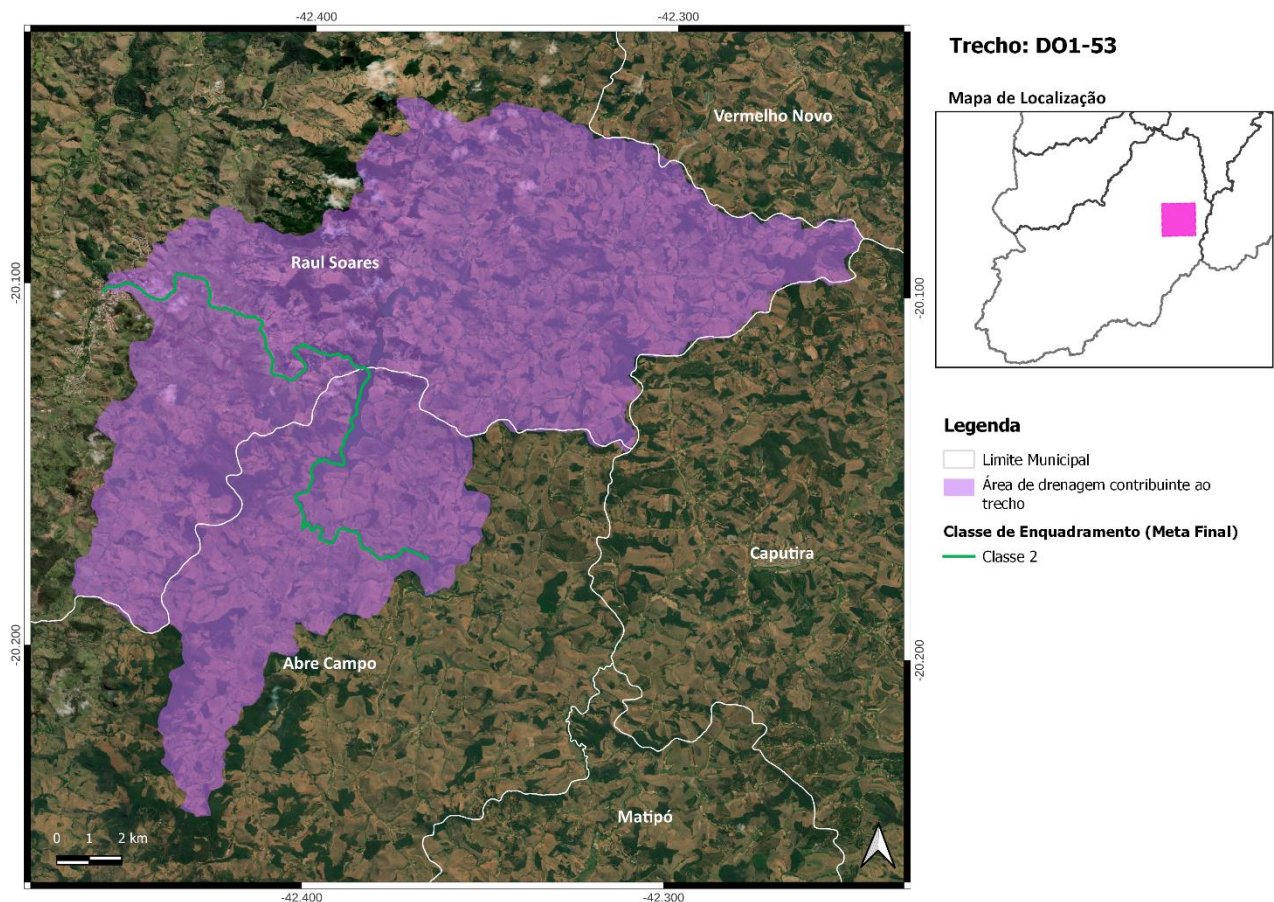 -42.400
-42.300
Trecho: DO1-53
Mapa de Localização
Vermelho Novo
Raul Soares
-20.100
-20.100
Legenda
Limite Municipal
Área de drenagem contribuinte ao
trecho
Classe de Enquadramento (Meta Final)
Classe 2
Caputira
-20.200
-20.200
Abre Campo
Matipó
0 1 2 km
-42.400
-42.300